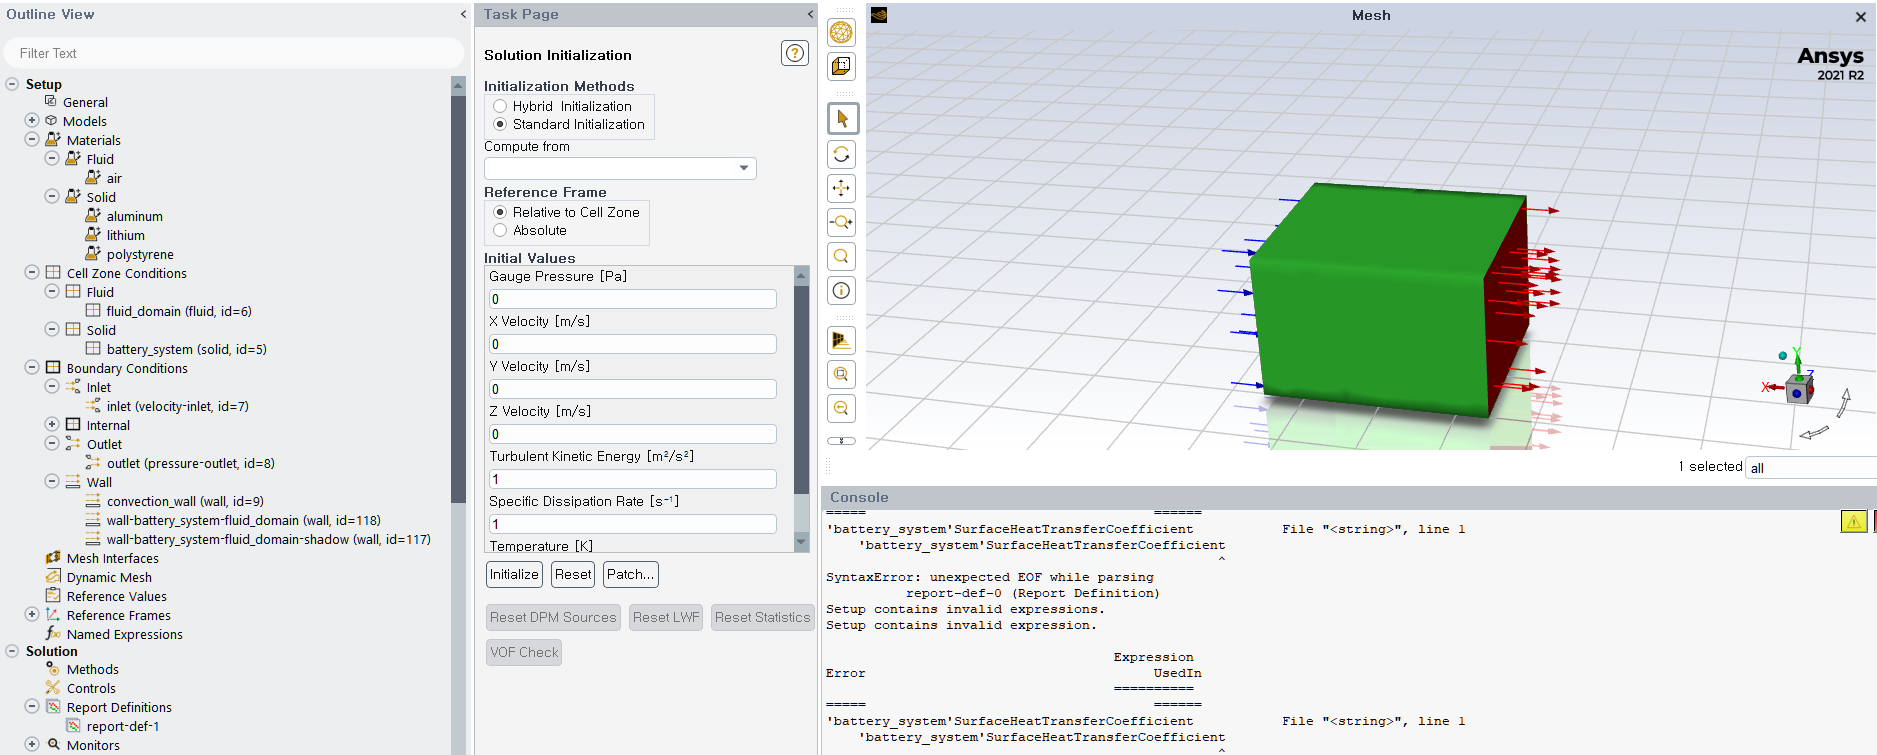 Outline View
Filter Text
Setup
General
Models
Materials
Fluid
air
Solid
aluminum
lithium
polystyrene
Cell Zone Conditions
Fluid
fluid_domain (fluid, id=6)
Solid
battery_system (solid, id=5)
Boundary Conditions
Inlet
inlet (velocity-inlet, id=7)
Internal
Outlet
outlet (pressure-outlet, id=8)
Wall
convection_wall (wall, id=9)
wall-battery_system-fluid_domain (wall, id=118)
wall-battery_system-fluid_domain-shadow (wall, id=117)
Mesh Interfaces
Dynamic Mesh
Reference Values
Reference Frames
Named Expressions
Solution
Methods
Controls
Report Definitions
report-def-1
Monitors
Task Page
Solution Initialization
Initialization Methods
Hybrid Initialization
Standard Initialization
Compute from
Reference Frame
Relative to Cell Zone
Absolute
Initial Values
Gauge Pressure [Pa]
0
X Velocity [m/s]
0
Y Velocity [m/s]
0
Z Velocity [m/s]
0
Turbulent Kinetic Energy [m²/s²]
1
Specific Dissipation Rate [s⁻¹]
1
Temperature [K]
Initialize Reset Patch...
Reset DPM Sources Reset LWF Reset Statistics
VOF Check
Mesh
Ansys
2021 R2
Y
Z
X
1 selected all
Console
===== ======
'battery_system'SurfaceHeatTransferCoefficient File "<string>", line 1
'battery_system'SurfaceHeatTransferCoefficient
^
SyntaxError: unexpected EOF while parsing
report-def-0 (Report Definition)
Setup contains invalid expressions.
Setup contains invalid expression.
Expression
Error UsedIn
==========
===== ======
'battery_system'SurfaceHeatTransferCoefficient File "<string>", line 1
'battery_system'SurfaceHeatTransferCoefficient
^